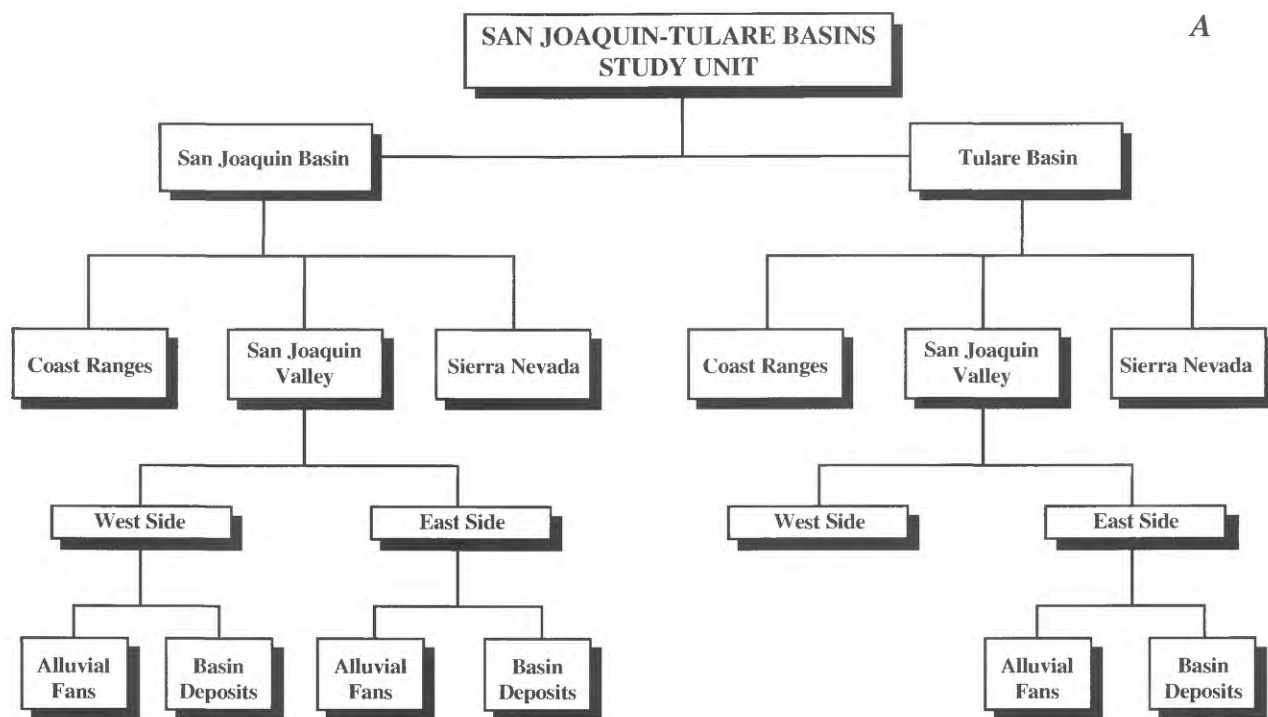 A
SAN JOAQUIN-TULARE BASINS
STUDY UNIT
San Joaquin Basin
Tulare Basin
Coast Ranges
San Joaquin
Valley
Sierra Nevada
Coast Ranges
San Joaquin
Valley
Sierra Nevada
West Side
East Side
West Side
East Side
Alluvial
Fans
Basin
Deposits
Alluvial
Fans
Basin
Deposits
Alluvial
Fans
Basin
Deposits